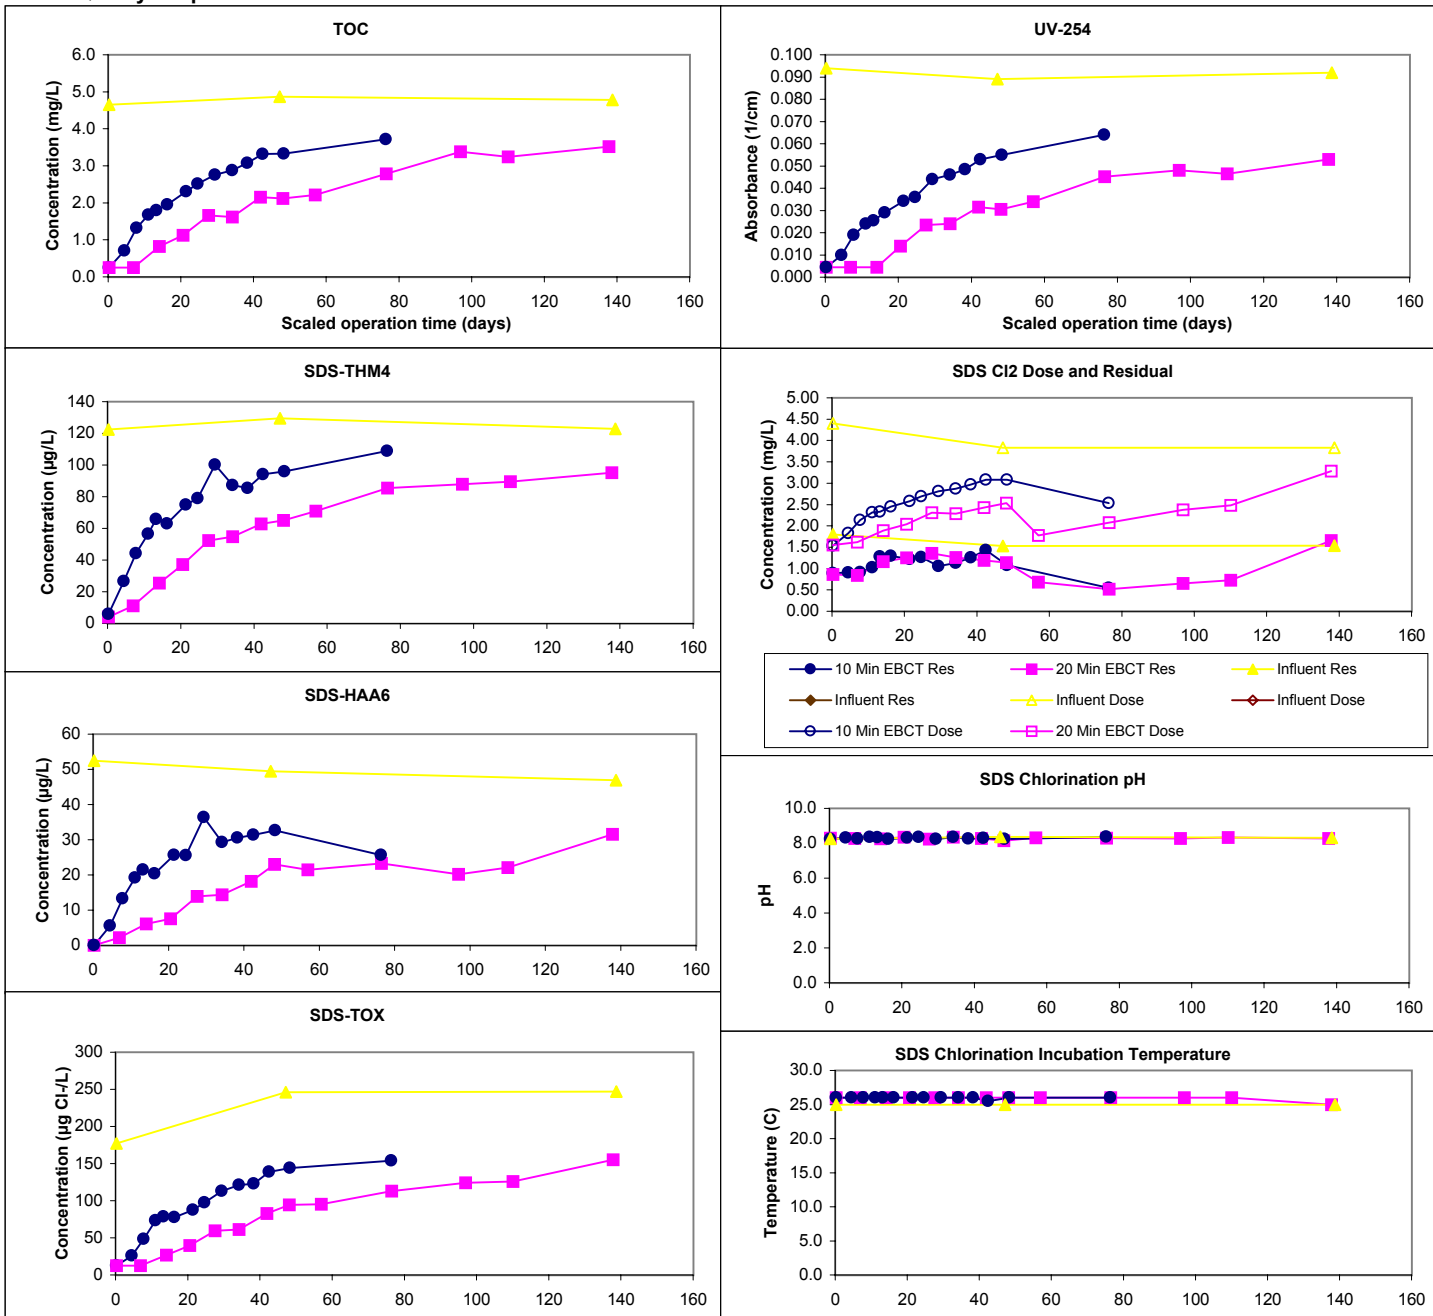 TOC
Concentration (mg/L)
6.0
5.0
4.0
3.0
2.0
1.0
0.0
0 20 40 60 80 100 120 140 160
Scaled operation time (days)
UV-254
Absorbance (1/cm)
0.100
0.090
0.080
0.070
0.060
0.050
0.040
0.030
0.020
0.010
0.000
0 20 40 60 80 100 120 140 160
Scaled operation time (days)
SDS-THM4
Concentration (µg/L)
140
120
100
80
60
40
20
0
0 20 40 60 80 100 120 140 160
SDS Cl2 Dose and Residual
Concentration (mg/L)
5.00
4.50
4.00
3.50
3.00
2.50
2.00
1.50
1.00
0.50
0.00
0 20 40 60 80 100 120 140 160
10 Min EBCT Res 20 Min EBCT Res Influent Res
Influent Res Influent Dose Influent Dose
10 Min EBCT Dose 20 Min EBCT Dose
SDS-HAA6
Concentration (µg/L)
60
50
40
30
20
10
0
0 20 40 60 80 100 120 140 160
SDS Chlorination pH
pH
10.0
8.0
6.0
4.0
2.0
0.0
0 20 40 60 80 100 120 140 160
SDS-TOX
Concentration (µg Cl-/L)
300
250
200
150
100
50
0
0 20 40 60 80 100 120 140 160
SDS Chlorination Incubation Temperature
Temperature (C)
30.0
25.0
20.0
15.0
10.0
5.0
0.0
0 20 40 60 80 100 120 140 160